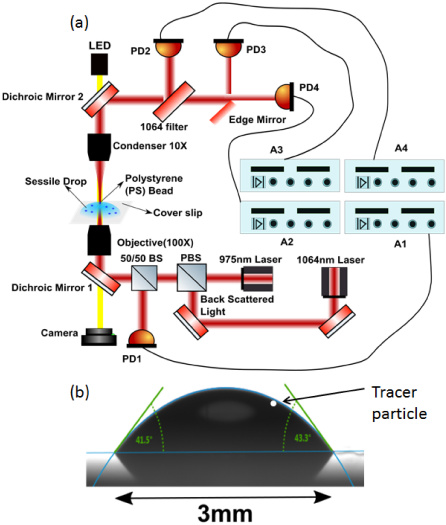 (a)
LED
PD2
PD3
PD4
Dichroic Mirror 2
1064 filter
Edge Mirror
Condenser 10X
A3
A4
Sessile Drop
Polystyrene
(PS) Bead
Cover slip
A2
A1
Objective(100X)
50/50 BS
PBS
975nm Laser
1064nm Laser
Dichroic Mirror 1
Back Scattered
Light
Camera
PD1
(b)
Tracer
particle
41.5°
43.3°
3mm